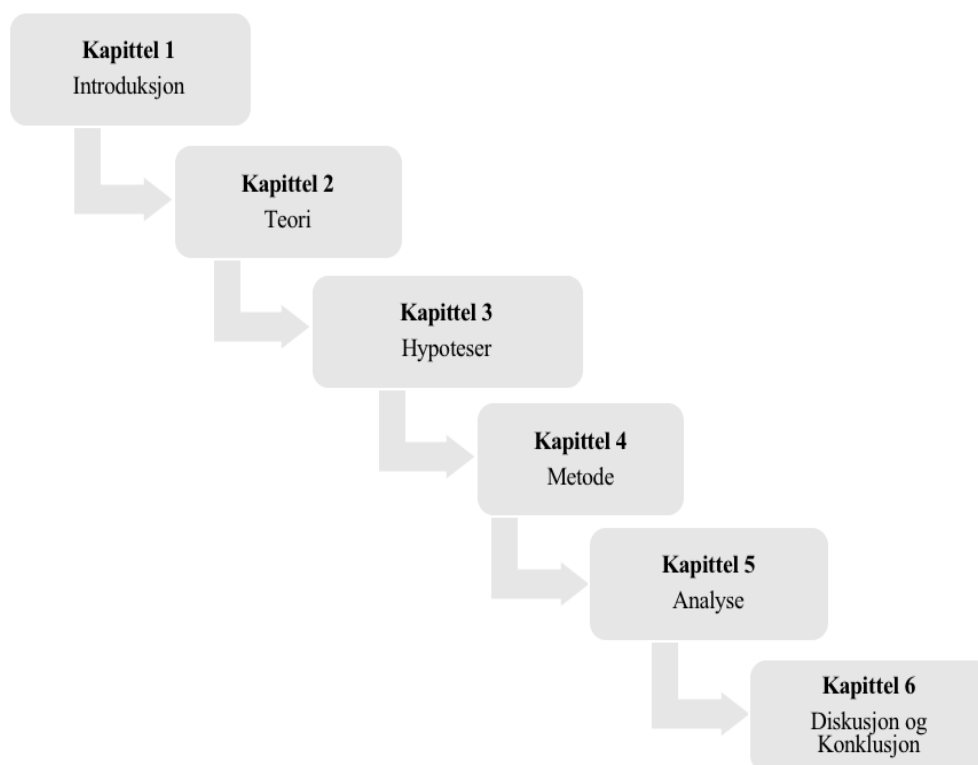 Kapittel 1
Introduksjon
Kapittel 2
Teori
Kapittel 3
Hypoteser
Kapittel 4
Metode
Kapittel 5
Analyse
Kapittel 6
Diskusjon og
Konklusjon